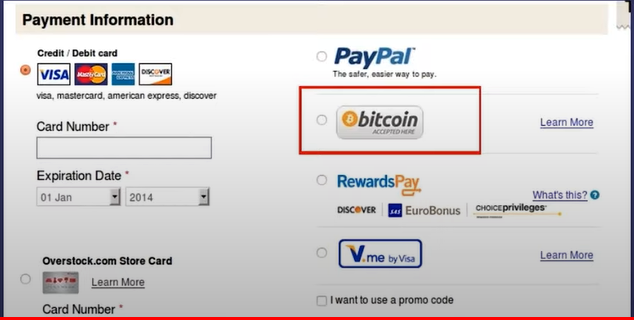 Payment Information
Credit / Debit card
VISA MasterCard AMERICAN EXPRESS DISCOVER
visa, mastercard, american express, discover
Card Number *
Expiration Date *
01 Jan 2014
Overstock.com Store Card
Learn More
Card Number *
PayPal
The safer, easier way to pay.
bitcoin
ACCEPTED HERE
Learn More
RewardsPay
What's this? ?
DISCOVER SAS EuroBonus CHOICEprivileges
V.me by Visa
Learn More
I want to use a promo code